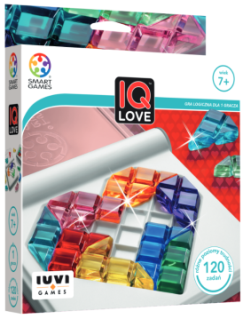 SMART
GAMES
IQ
LOVE
wiek
7+
GRA LOGICZNA DLA 1 GRACZA
120
zadań
IUVI
GAMES